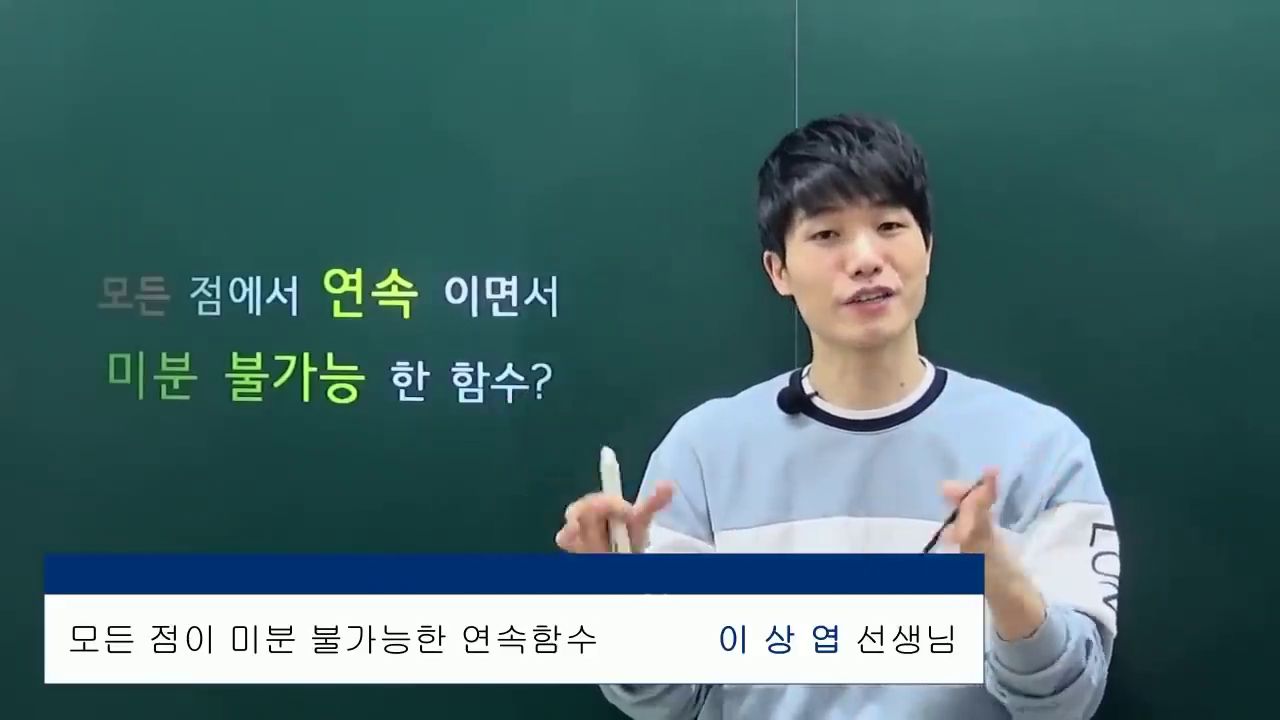 모든 점에서 연속 이면서
미분 불가능 한 함수?
LON
모든 점이 미분 불가능한 연속함수 이 상 엽 선생님